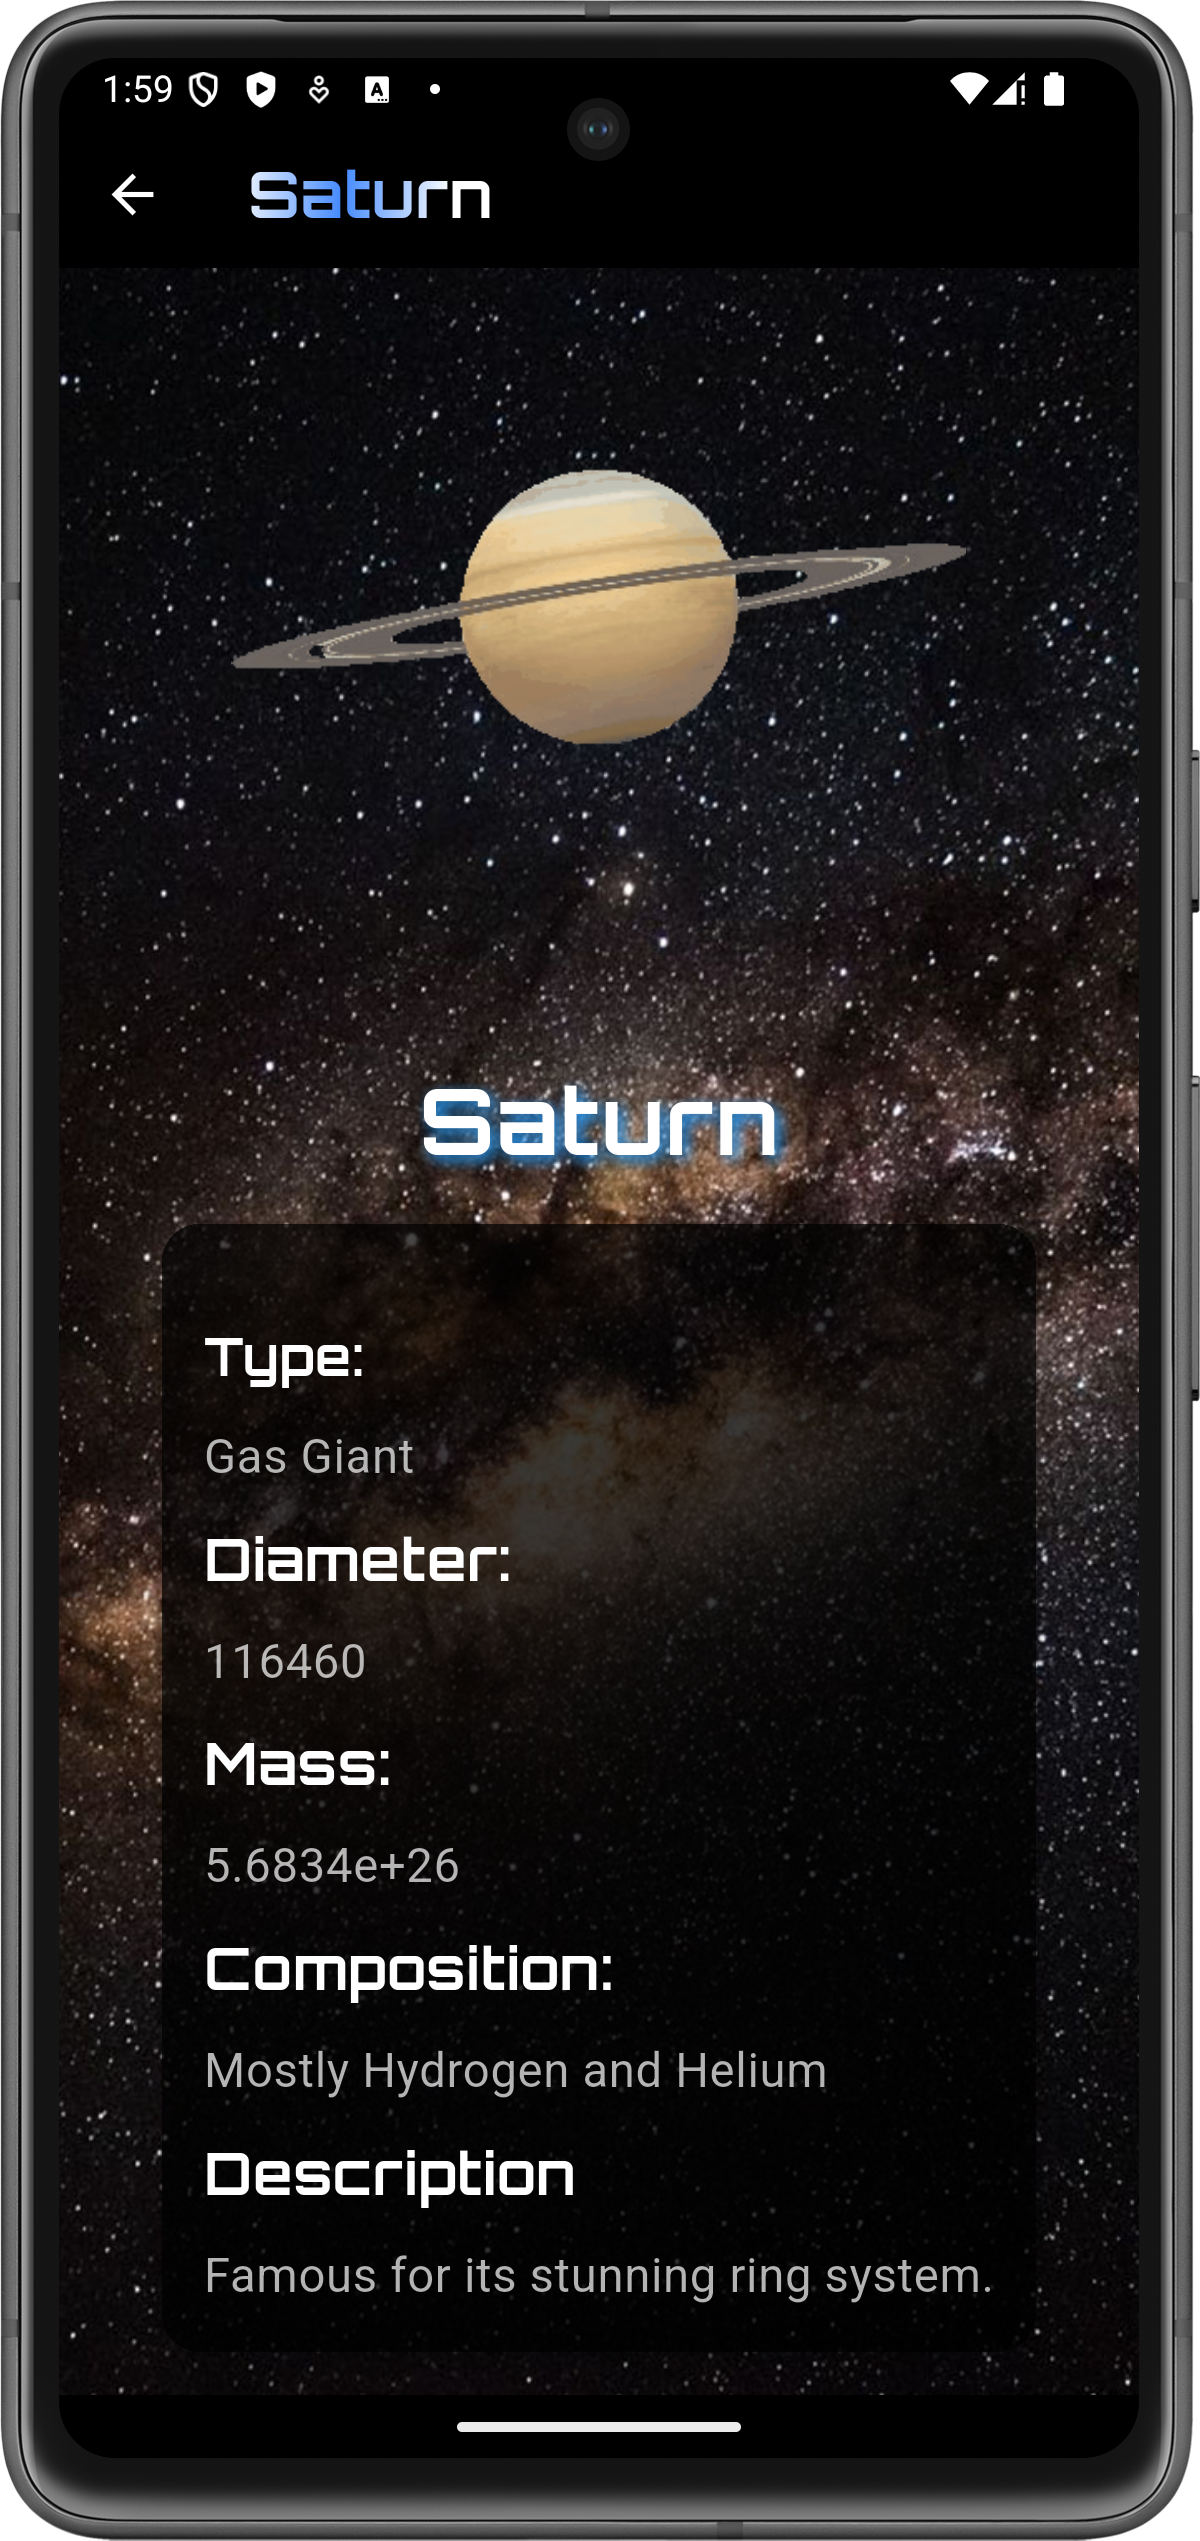 1:59
Saturn
Saturn
Type:
Gas Giant
Diameter:
116460
Mass:
5.6834e+26
Composition:
Mostly Hydrogen and Helium
Description
Famous for its stunning ring system.